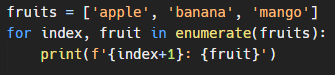 fruits = ['apple', 'banana', 'mango']
for index, fruit in enumerate(fruits):
    print(f'{index+1}: {fruit}')